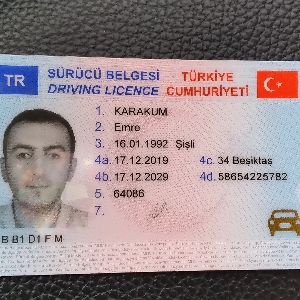 TR SÜRÜCÜ BELGESİ TÜRKİYE
DRIVING LICENCE CUMHURİYETİ
1. KARAKUM
2. Emre
3. 16.01.1992 Şişli
4a. 17.12.2019 4c. 34 Beşiktaş
4b. 17.12.2029 4d. 58654225782
5. 64086
7.
B B1 D1 F M